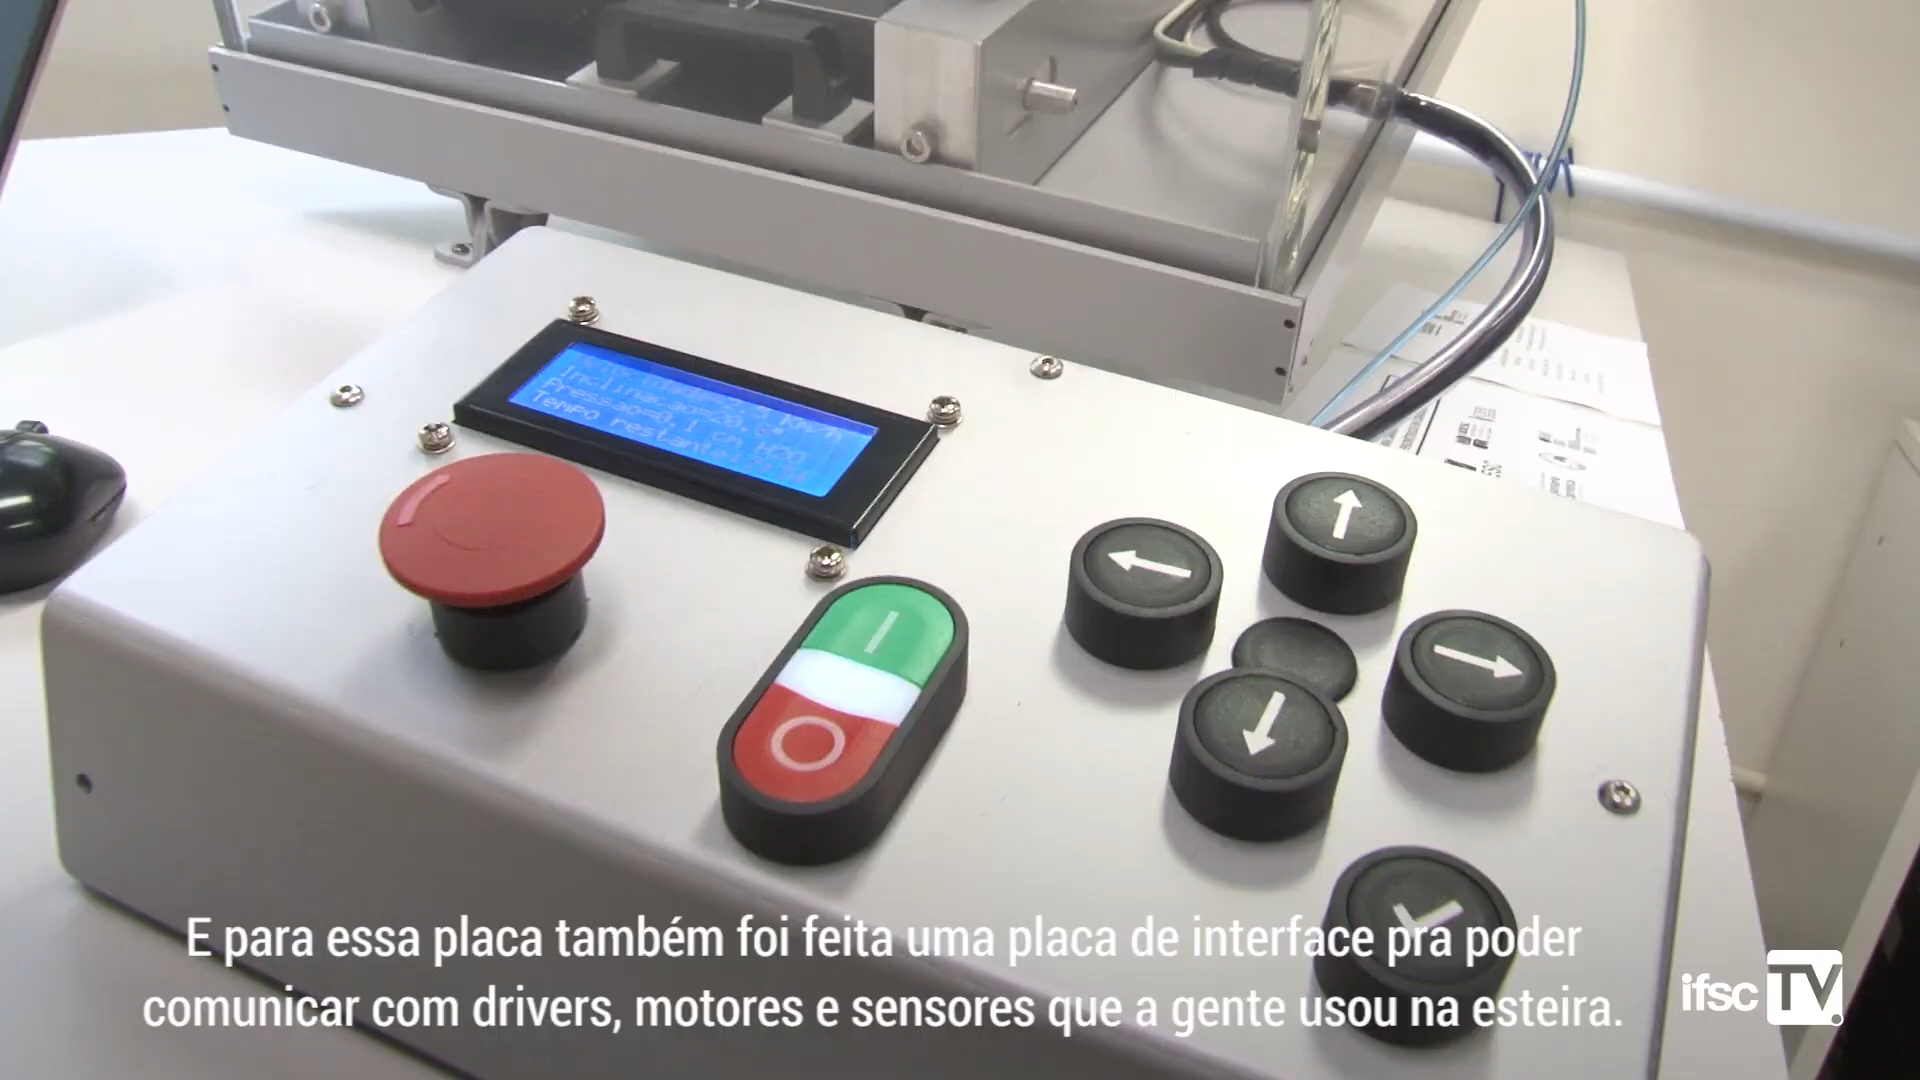 Inclinacao=20.
Pressao=0.1 cm H2O
Tempo
restante
E para essa placa também foi feita uma placa de interface pra poder
comunicar com drivers, motores e sensores que a gente usou na esteira.
ifsc TV